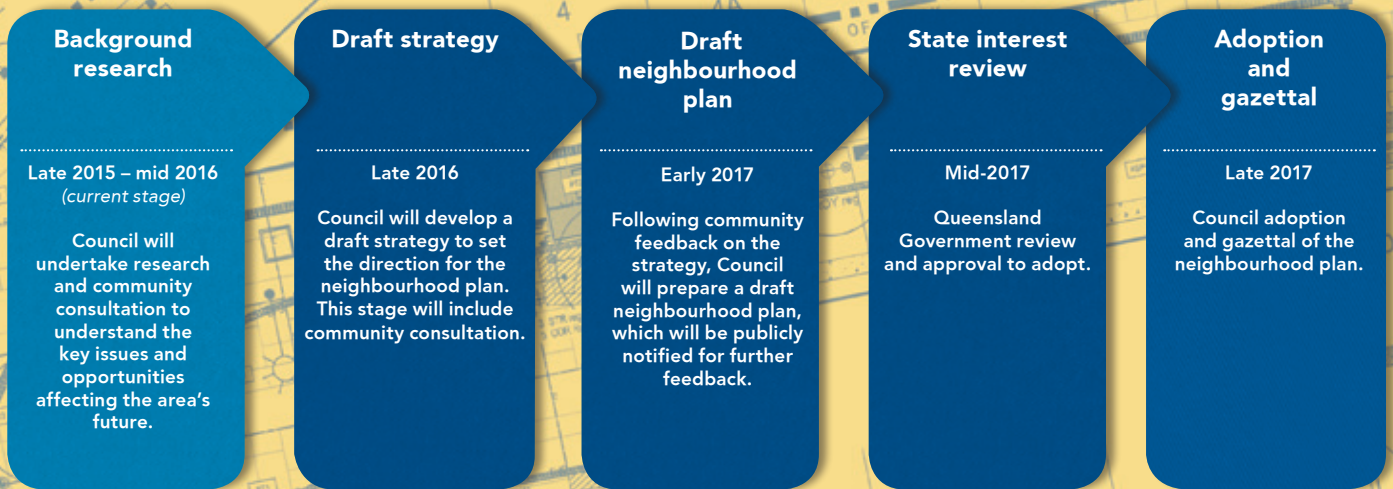 Background
research
Late 2015 – mid 2016
(current stage)
Council will
undertake research
and community
consultation to
understand the
key issues and
opportunities
affecting the area's
future.
Draft strategy
Late 2016
Council will develop a
draft strategy to set
the direction for the
neighbourhood plan.
This stage will include
community consultation.
Draft
neighbourhood
plan
Early 2017
Following community
feedback on the
strategy, Council
will prepare a draft
neighbourhood plan,
which will be publicly
notified for further
feedback.
State interest
review
Mid-2017
Queensland
Government review
and approval to adopt.
Adoption
and
gazettal
Late 2017
Council adoption
and gazettal of the
neighbourhood plan.
4
OF